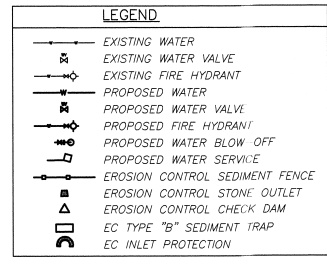 LEGEND
EXISTING WATER
EXISTING WATER VALVE
EXISTING FIRE HYDRANT
W PROPOSED WATER
PROPOSED WATER VALVE
PROPOSED FIRE HYDRANT
PROPOSED WATER BLOW OFF
PROPOSED WATER SERVICE
EROSION CONTROL SEDIMENT FENCE
EROSION CONTROL STONE OUTLET
EROSION CONTROL CHECK DAM
EC TYPE "B" SEDIMENT TRAP
EC INLET PROTECTION